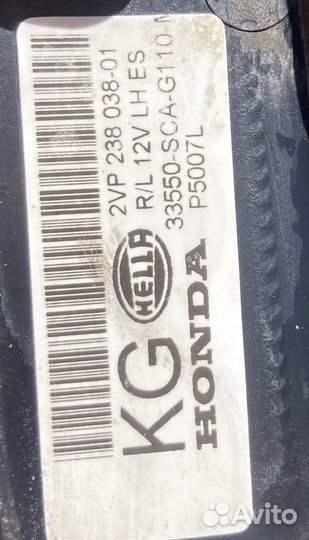 2VP 238 038-01
R/L 12V LH ES
33550-SCA-G110-M
P5007L
KG HELLA
HONDA
Avito